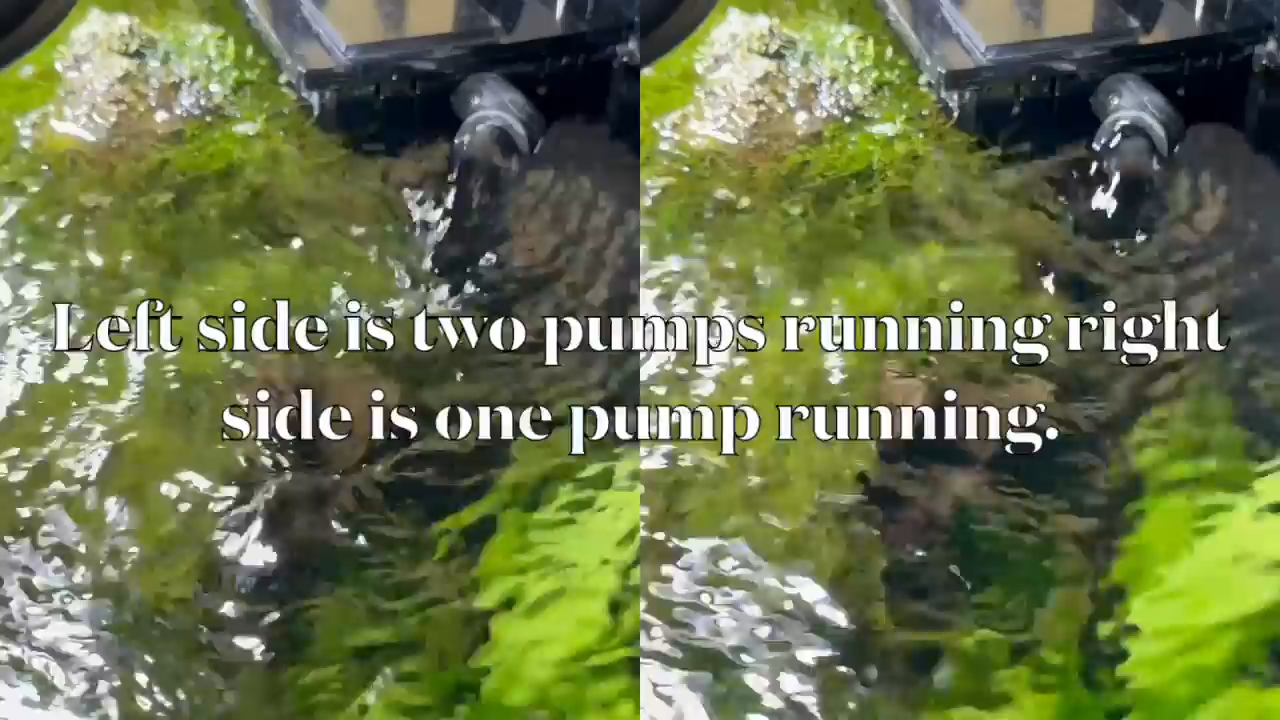 Left side is two pumps running right
side is one pump running.